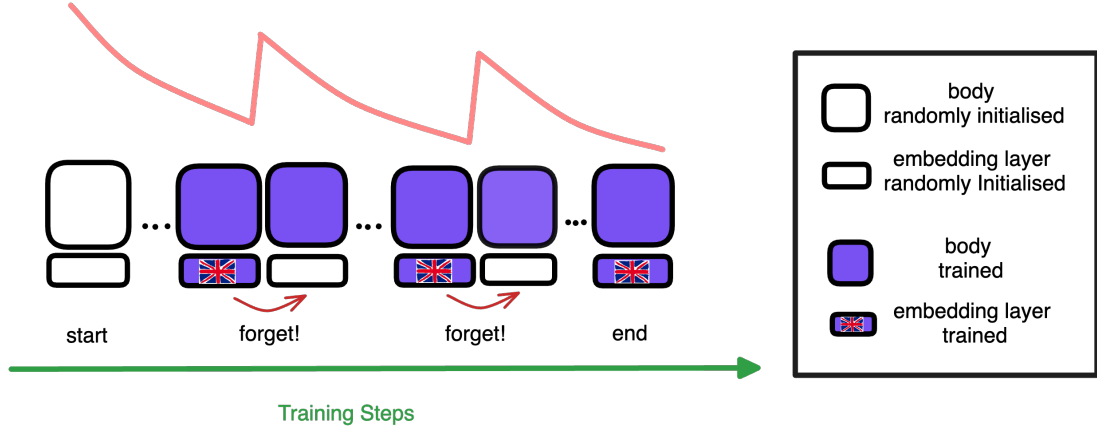 start
...
forget!
...
forget!
...
end
Training Steps
body
randomly initialised
embedding layer
randomly Initialised
body
trained
embedding layer
trained